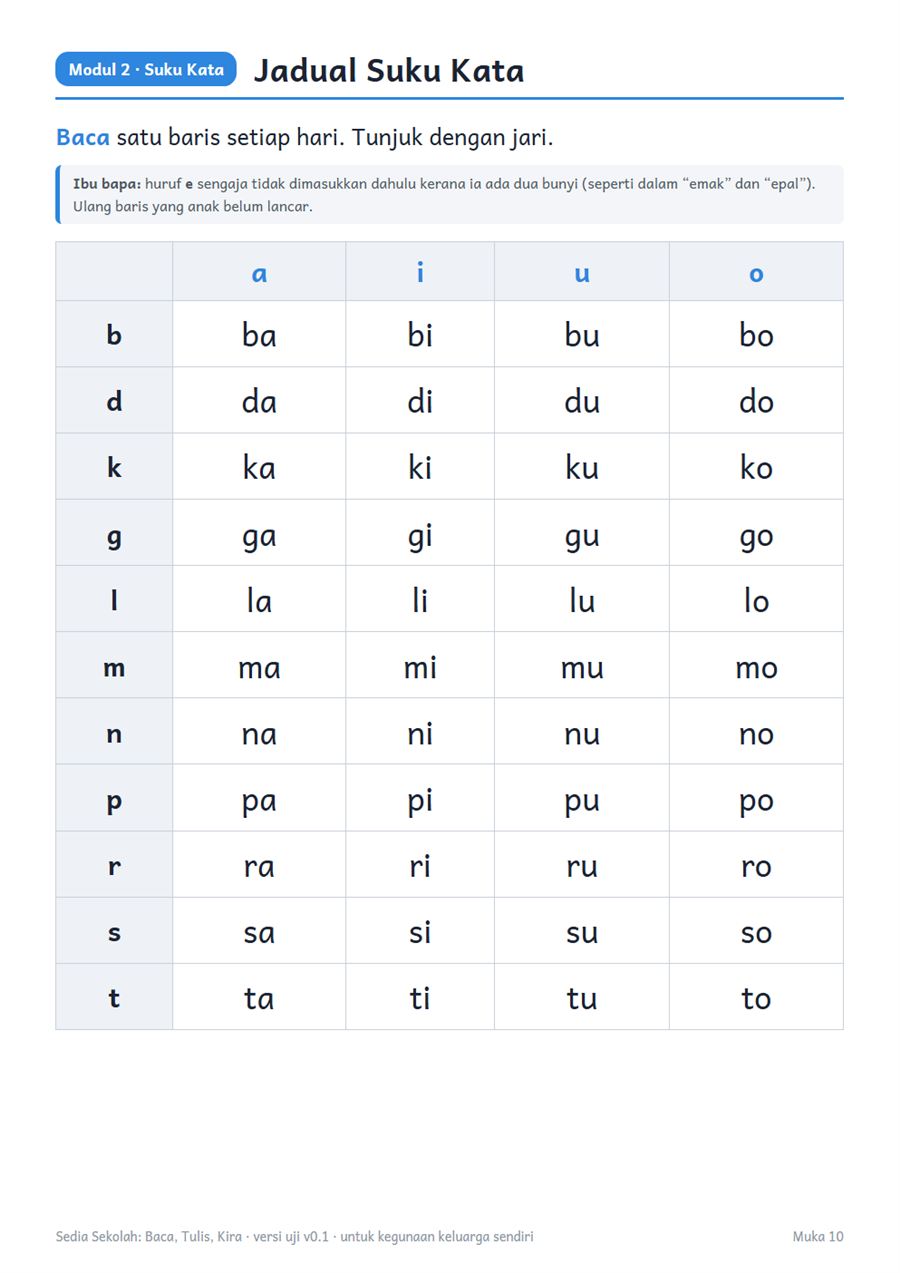 Modul 2 · Suku Kata Jadual Suku Kata
Baca satu baris setiap hari. Tunjuk dengan jari.
Ibu bapa: huruf e sengaja tidak dimasukkan dahulu kerana ia ada dua bunyi (seperti dalam “emak” dan “epal”).
Ulang baris yang anak belum lancar.
a i u o
b ba bi bu bo
d da di du do
k ka ki ku ko
g ga gi gu go
l la li lu lo
m ma mi mu mo
n na ni nu no
p pa pi pu po
r ra ri ru ro
s sa si su so
t ta ti tu to
Sedia Sekolah: Baca, Tulis, Kira · versi uji v0.1 · untuk kegunaan keluarga sendiri Muka 10